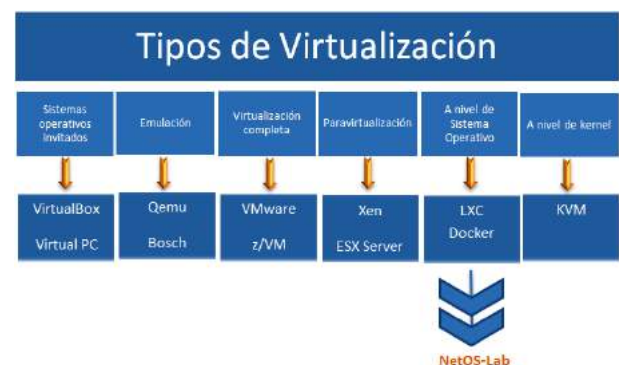 Tipos de Virtualización
Sistemas
operativos
invitados
Emulación
Virtualización
completa
Paravirtualización
A nivel de
Sistema
Operativo
A nivel de kernel
VirtualBox
Virtual PC
Qemu
Bosch
VMware
z/VM
Xen
ESX Server
LXC
Docker
KVM
NetOS-Lab